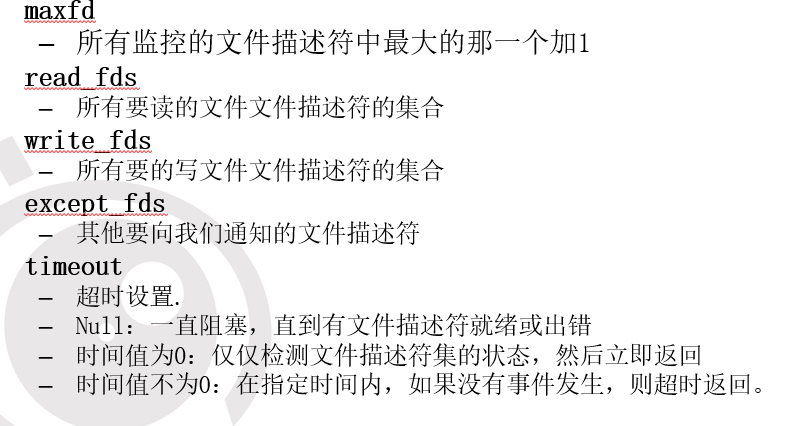 maxfd
– 所有监控的文件描述符中最大的那一个加1
read_fds
– 所有要读的文件文件描述符的集合
write_fds
– 所有要的写文件文件描述符的集合
except_fds
– 其他要向我们通知的文件描述符
timeout
– 超时设置.
– Null：一直阻塞，直到有文件描述符就绪或出错
– 时间值为0：仅仅检测文件描述符集的状态，然后立即返回
– 时间值不为0：在指定时间内，如果没有事件发生，则超时返回。